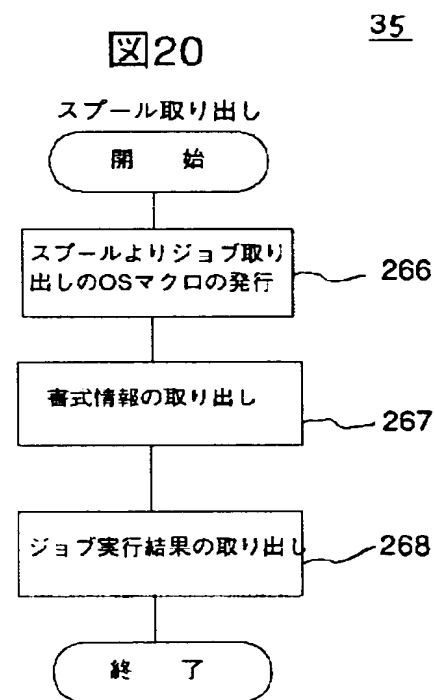 35
図20
スプール取り出し
開 始
スプールよりジョブ取り
出しのOSマクロの発行
266
書式情報の取り出し
267
ジョブ実行結果の取り出し
268
終 了